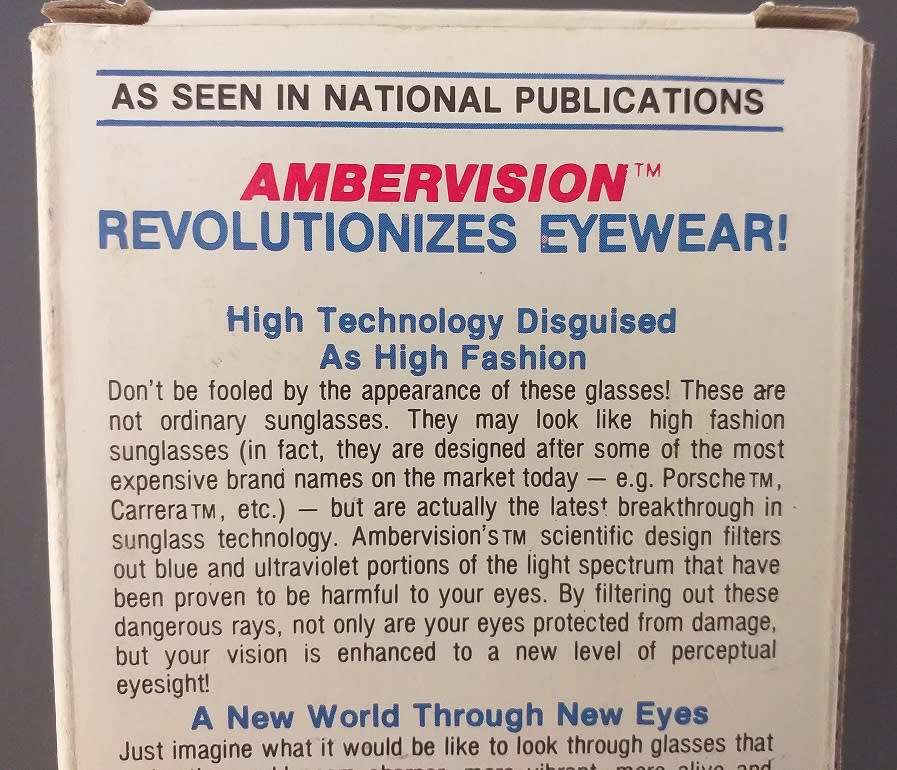 AS SEEN IN NATIONAL PUBLICATIONS
AMBERVISION™
REVOLUTIONIZES EYEWEAR!
High Technology Disguised
As High Fashion
Don't be fooled by the appearance of these glasses! These are
not ordinary sunglasses. They may look like high fashion
sunglasses (in fact, they are designed after some of the most
expensive brand names on the market today — e.g. Porsche™,
Carrera™, etc.) — but are actually the latest breakthrough in
sunglass technology. Ambervision's™ scientific design filters
out blue and ultraviolet portions of the light spectrum that have
been proven to be harmful to your eyes. By filtering out these
dangerous rays, not only are your eyes protected from damage,
but your vision is enhanced to a new level of perceptual
eyesight!
A New World Through New Eyes
Just imagine what it would be like to look through glasses that
more vibrant, more alive and